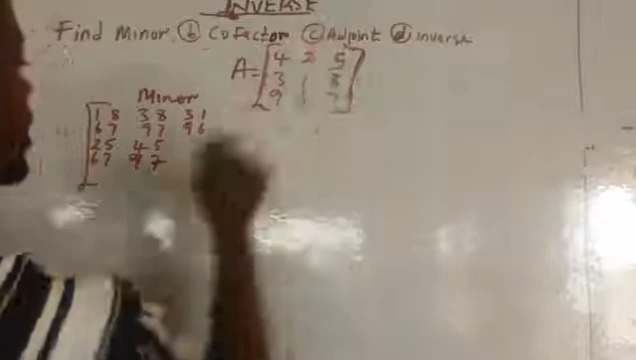 INVERSE
Find Minor ⓑ Cofactor ⓒ Adjoint ⓓ inverse
A= 4 2 5
3 1 8
9
Minor
1 8 3 8 3 1
6 7 9 7 9 6
2 5 4 5
6 7 9 7